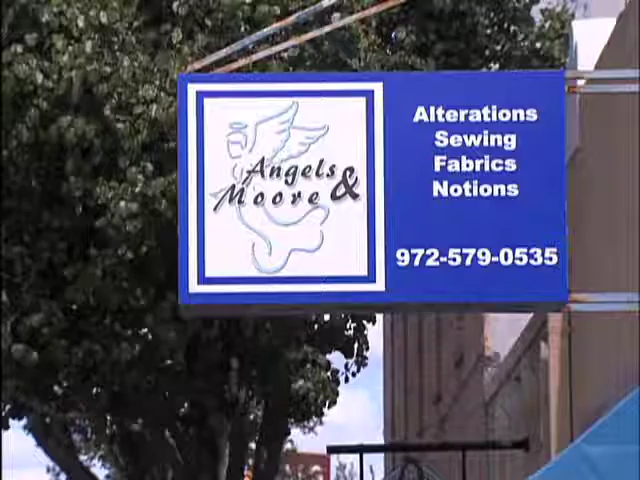 Angels &
Moore
Alterations
Sewing
Fabrics
Notions
972-579-0535